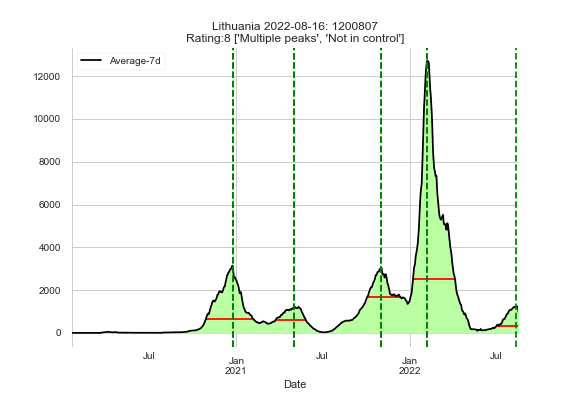 Lithuania 2022-08-16: 1200807
Rating:8 ['Multiple peaks', 'Not in control']
Average-7d
12000
10000
8000
6000
4000
2000
0
Jul
Jan
2021
Jul
Jan
2022
Jul
Date